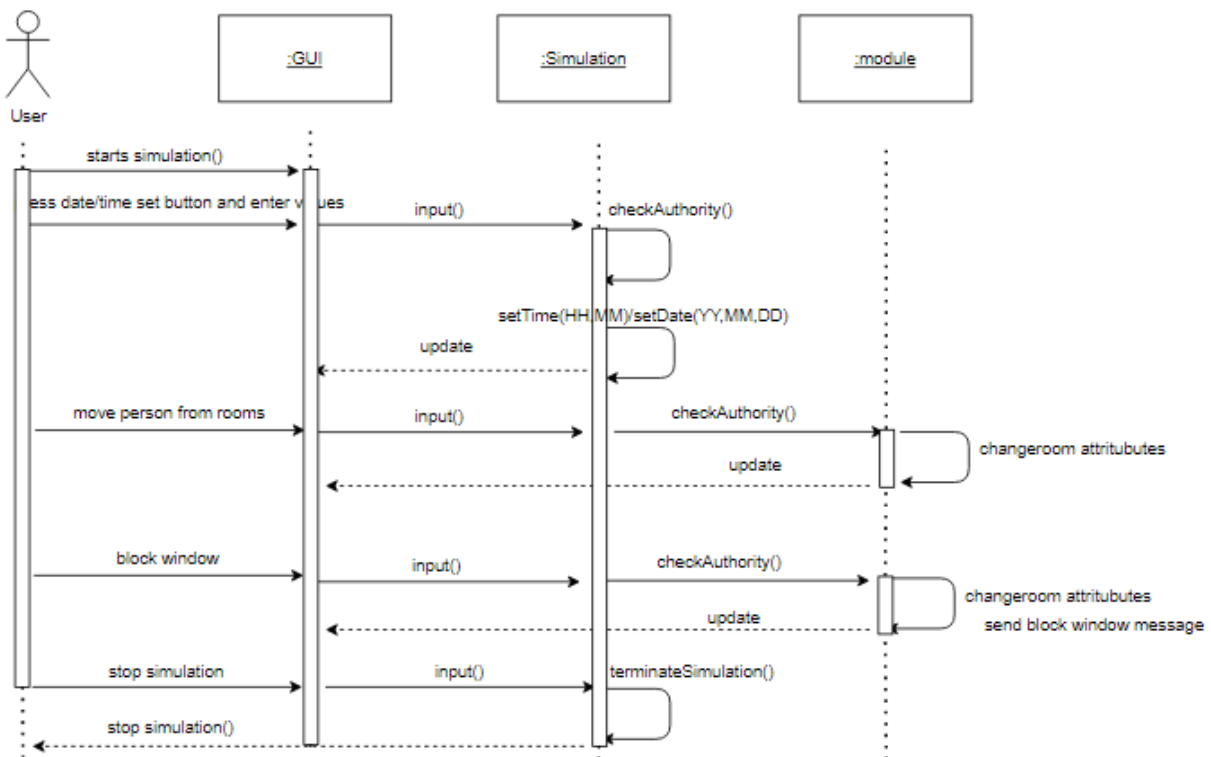 :GUI
:Simulation
:module
User
starts simulation()
ess date/time set button and enter v ues
input()
checkAuthority()
setTime(HH,MM)/setDate(YY,MM,DD)
update
move person from rooms
input()
checkAuthority()
changeroom attritubutes
update
block window
input()
checkAuthority()
changeroom attritubutes
update
send block window message
stop simulation
input()
terminateSimulation()
stop simulation()